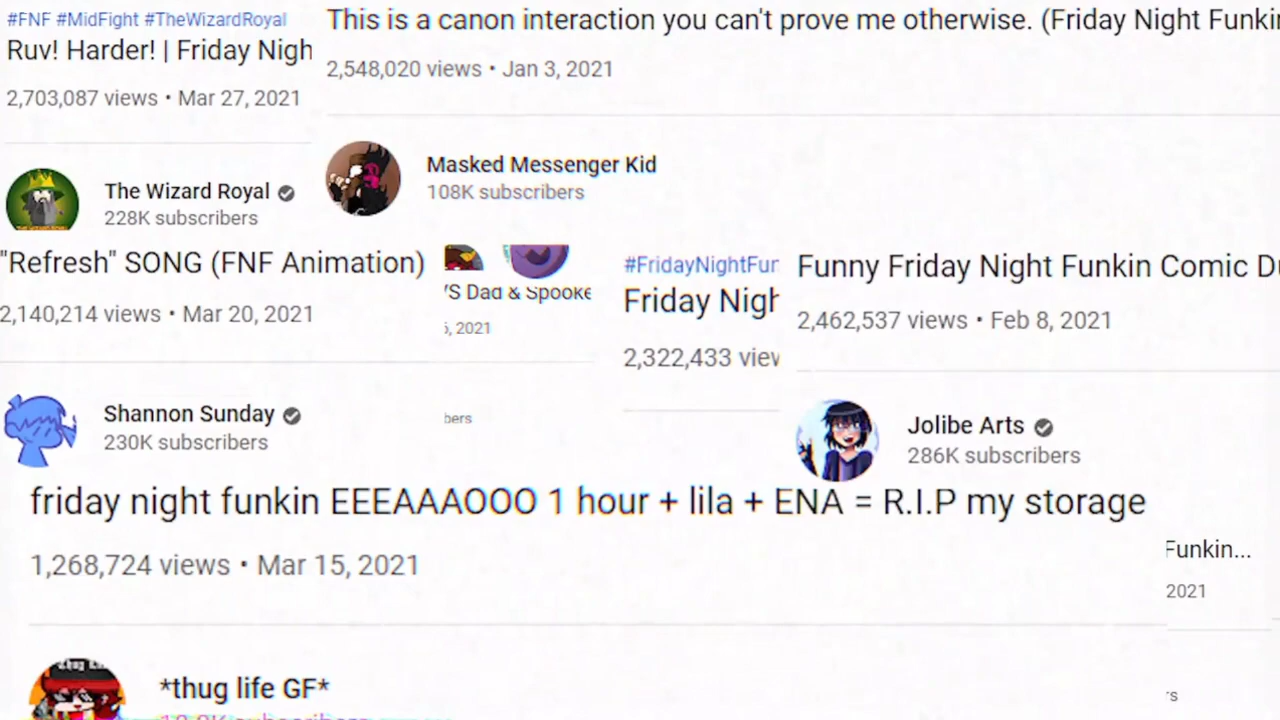 #FNF #MidFight #TheWizardRoyal
Ruv! Harder! | Friday Nigh
2,703,087 views • Mar 27, 2021
The Wizard Royal
228K subscribers
This is a canon interaction you can't prove me otherwise. (Friday Night Funkin
2,548,020 views • Jan 3, 2021
Masked Messenger Kid
108K subscribers
"Refresh" SONG (FNF Animation)
2,140,214 views • Mar 20, 2021
Shannon Sunday
230K subscribers
'S Dad & Spooke
5, 2021
bers
#FridayNightFun
Friday Nigh
2,322,433 view
Funny Friday Night Funkin Comic Du
2,462,537 views • Feb 8, 2021
Jolibe Arts
286K subscribers
friday night funkin EEEAAAOOO 1 hour + lila + ENA = R.I.P my storage
1,268,724 views • Mar 15, 2021
*thug life GF*
Funkin...
2021
rs